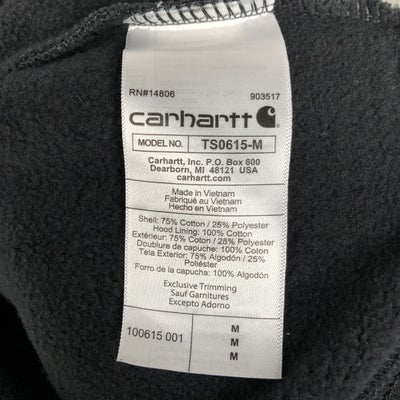 RN#14806 903517
carhartt
MODEL NO. TS0615-M
Carhartt, Inc. P.O. Box 600
Dearborn, MI 48121 USA
carhartt.com
Made in Vietnam
Fabriqué au Vietnam
Hecho en Vietnam
Shell: 75% Cotton / 25% Polyester
Hood Lining: 100% Cotton
Extérieur: 75% Coton / 25% Polyester
Doublure de capuche: 100% Coton
Tela Exterior: 75% Algodón / 25%
Poliéster
Forro de la capucha: 100% Algodón
Exclusive Trimming
Sauf Garnitures
Excepto Adorno
100615 001 M
M
M